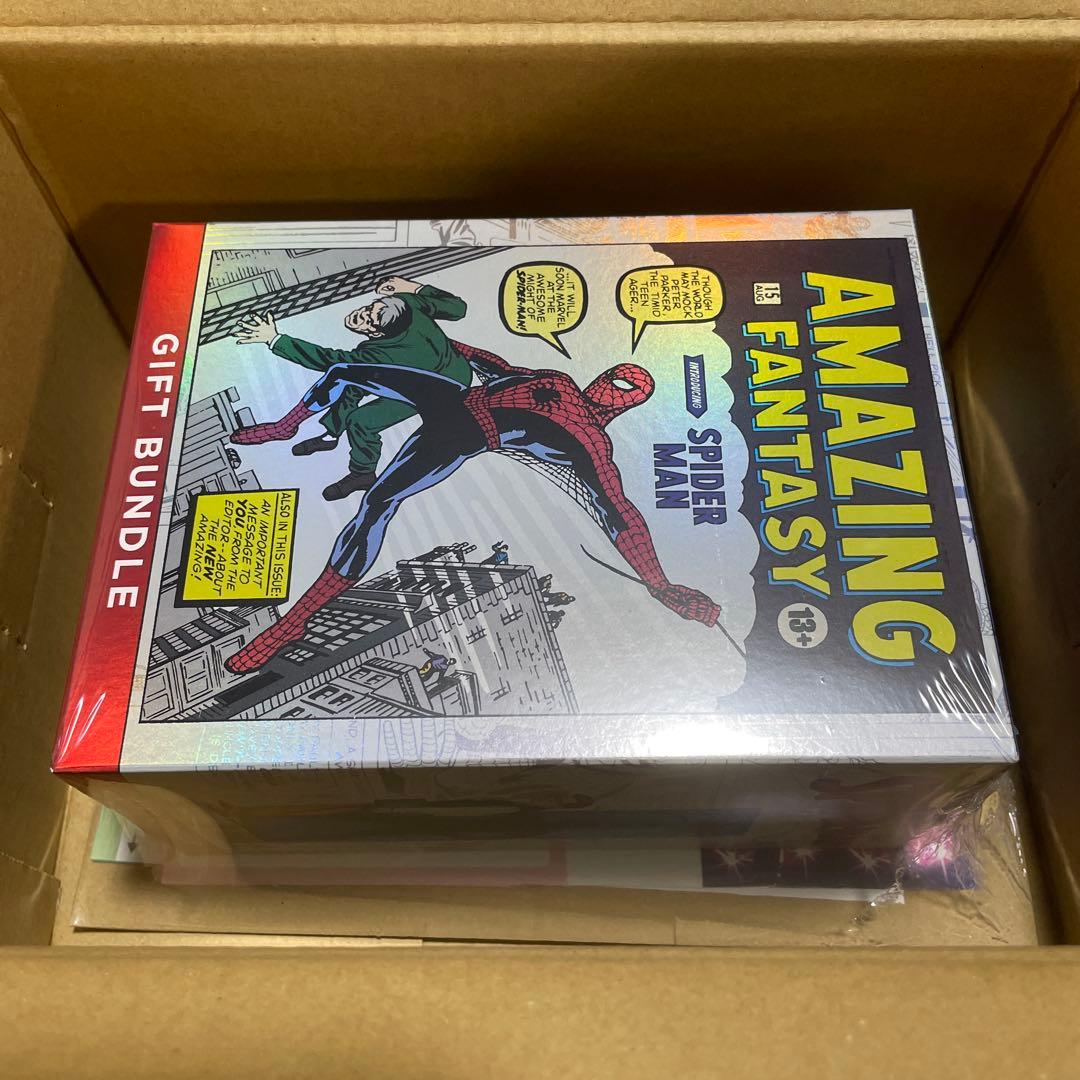 AMAZING
FANTASY
15
AUG
13+
INTRODUCING
SPIDER
MAN
THOUGH
THE WORLD
MAY MOCK
PETER
PARKER,
THE TIMID
TEEN-
AGER...
...IT WILL
SOON MARVEL
AT THE
AWESOME
MIGHT OF
SPIDER-MAN!
ALSO IN THIS ISSUE:
AN IMPORTANT
MESSAGE TO
YOU, FROM THE
EDITOR--ABOUT
THE NEW
AMAZING!
GIFT BUNDLE